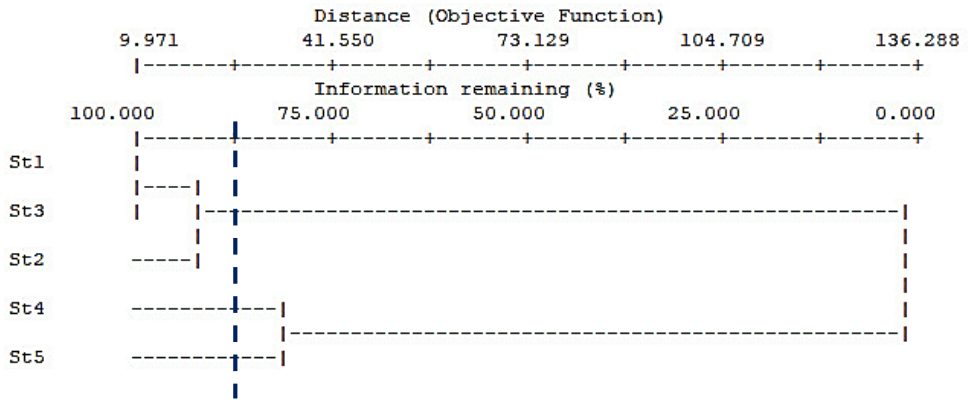 Distance (Objective Function)
9.971 41.550 73.129 104.709 136.288
Information remaining (%)
100.000 75.000 50.000 25.000 0.000
St1
St3
St2
St4
St5